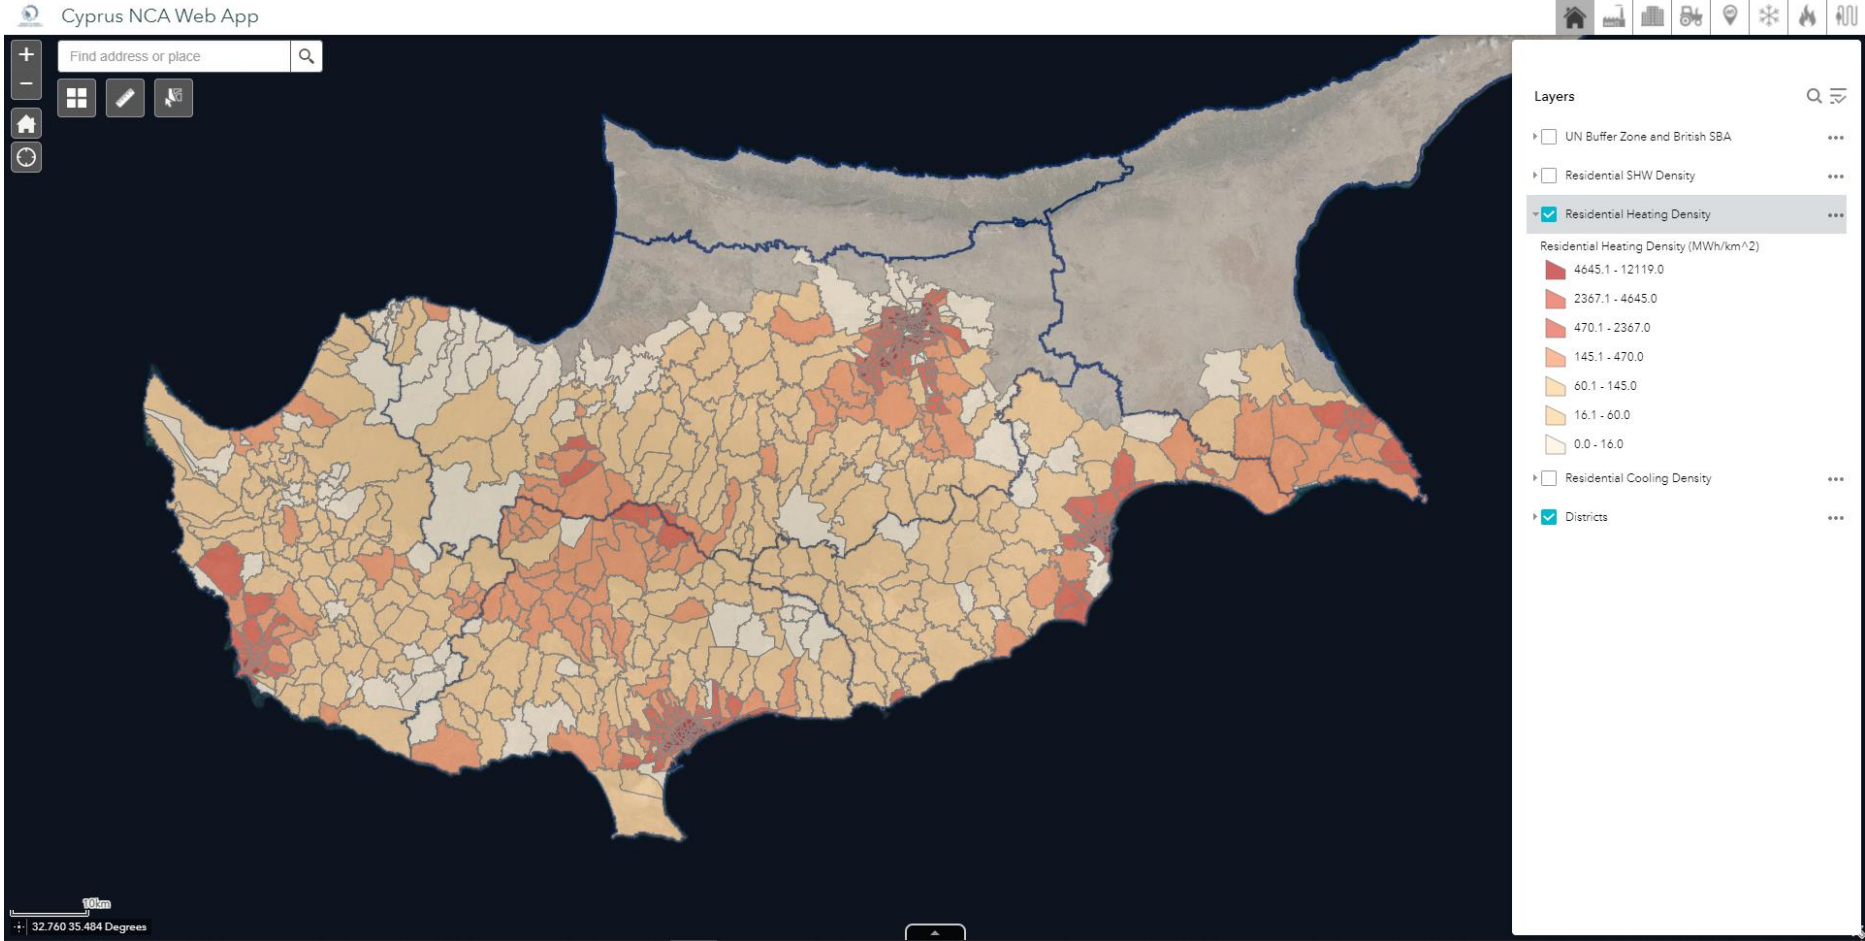 Cyprus NCA Web App
+
Find address or place
−
Layers
UN Buffer Zone and British SBA
Residential SHW Density
Residential Heating Density
Residential Heating Density (MWh/km^2)
4645.1 - 12119.0
2367.1 - 4645.0
470.1 - 2367.0
145.1 - 470.0
60.1 - 145.0
16.1 - 60.0
0.0 - 16.0
Residential Cooling Density
Districts
10km
32.760 35.484 Degrees